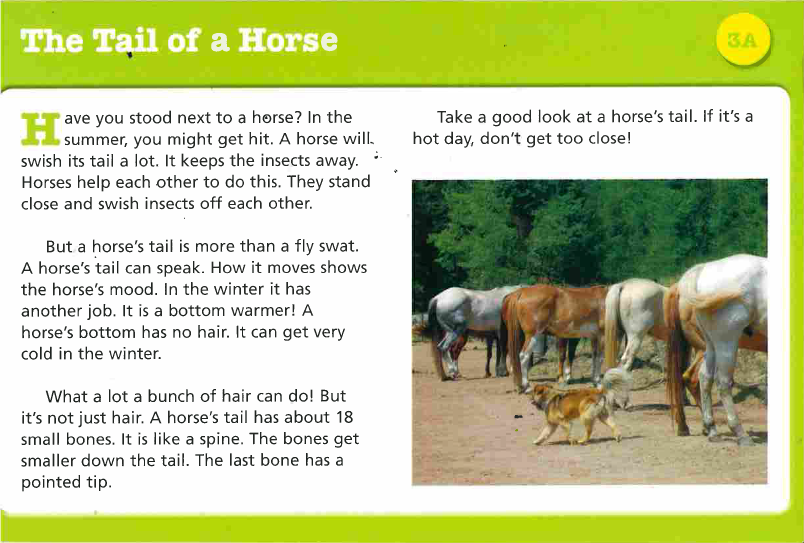 The Tail of a Horse
3A
Have you stood next to a horse? In the
summer, you might get hit. A horse will
swish its tail a lot. It keeps the insects away.
Horses help each other to do this. They stand
close and swish insects off each other.
But a horse's tail is more than a fly swat.
A horse's tail can speak. How it moves shows
the horse's mood. In the winter it has
another job. It is a bottom warmer! A
horse's bottom has no hair. It can get very
cold in the winter.
What a lot a bunch of hair can do! But
it's not just hair. A horse's tail has about 18
small bones. It is like a spine. The bones get
smaller down the tail. The last bone has a
pointed tip.
Take a good look at a horse's tail. If it's a
hot day, don't get too close!